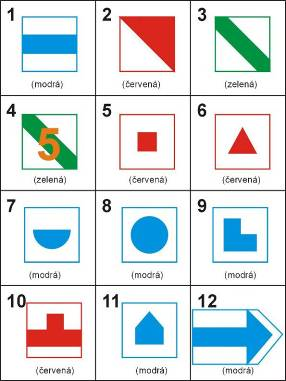 1 2 3
(modrá) (červená) (zelená)
4 5 6
5
(zelená) (červená) (červená)
7 8 9
(modrá) (modrá) (modrá)
10 11 12
(červená) (modrá) (modrá)